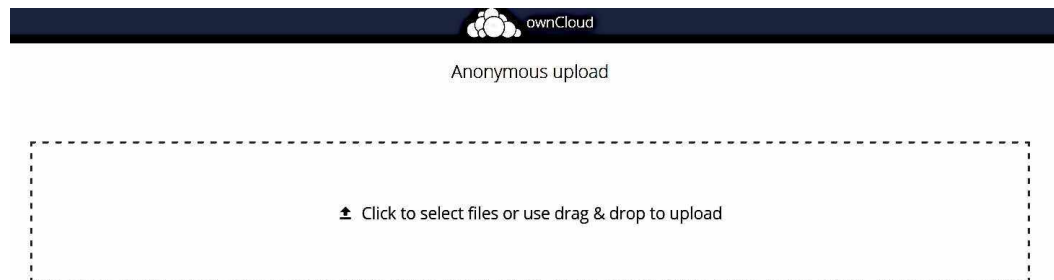 ownCloud
Anonymous upload
Click to select files or use drag & drop to upload